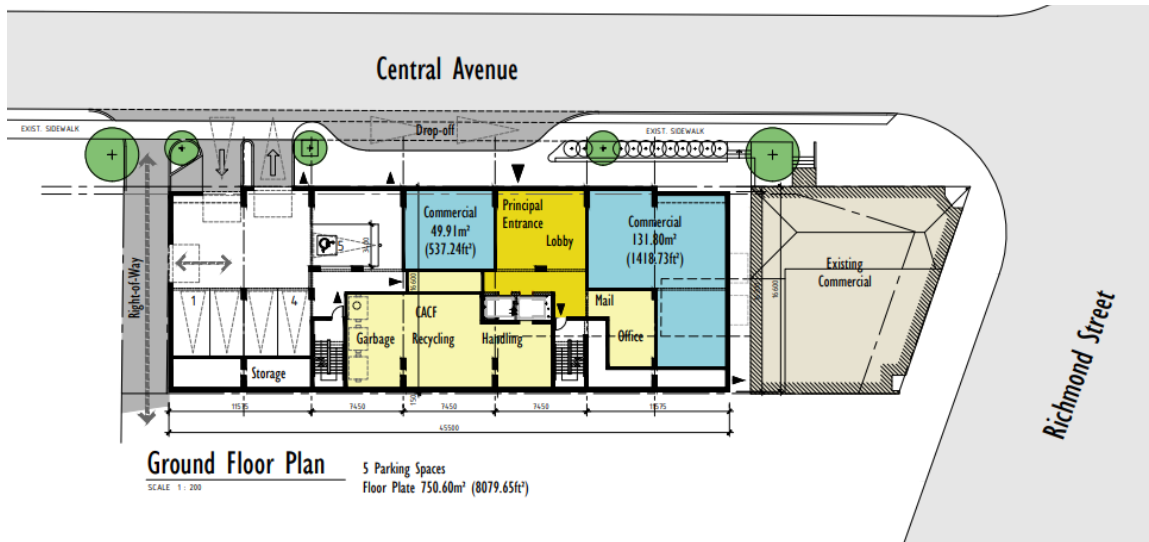 Central Avenue
EXIST. SIDEWALK
Drop-off
EXIST. SIDEWALK
Right-of-Way
Commercial
49.91m²
(537.24ft²)
Principal
Entrance
Lobby
Commercial
131.80m²
(1418.73ft²)
Existing
Commercial
Richmond Street
5
3400
16600
16600
1
4
CACF
Garbage
Recycling
Handling
Mail
Office
Storage
150
11575
7450
7450
7450
11575
45500
Ground Floor Plan
SCALE 1 : 200
5 Parking Spaces
Floor Plate 750.60m² (8079.65ft²)